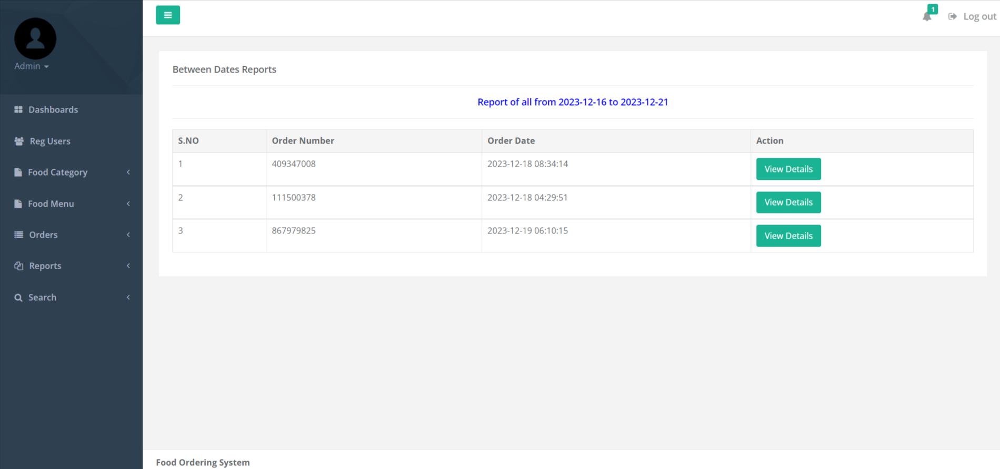 1
Log out
Admin
Dashboards
Reg Users
Food Category
Food Menu
Orders
Reports
Search
Between Dates Reports
Report of all from 2023-12-16 to 2023-12-21
S.NO Order Number Order Date Action
1 409347008 2023-12-18 08:34:14 View Details
2 111500378 2023-12-18 04:29:51 View Details
3 867979825 2023-12-19 06:10:15 View Details
Food Ordering System